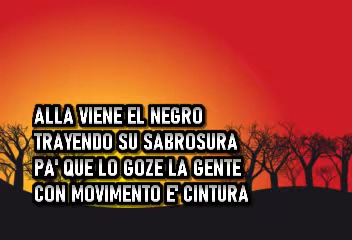 ALLA VIENE EL NEGRO
TRAYENDO SU SABROSURA
PA' QUE LO GOZE LA GENTE
CON MOVIMENTO E' CINTURA